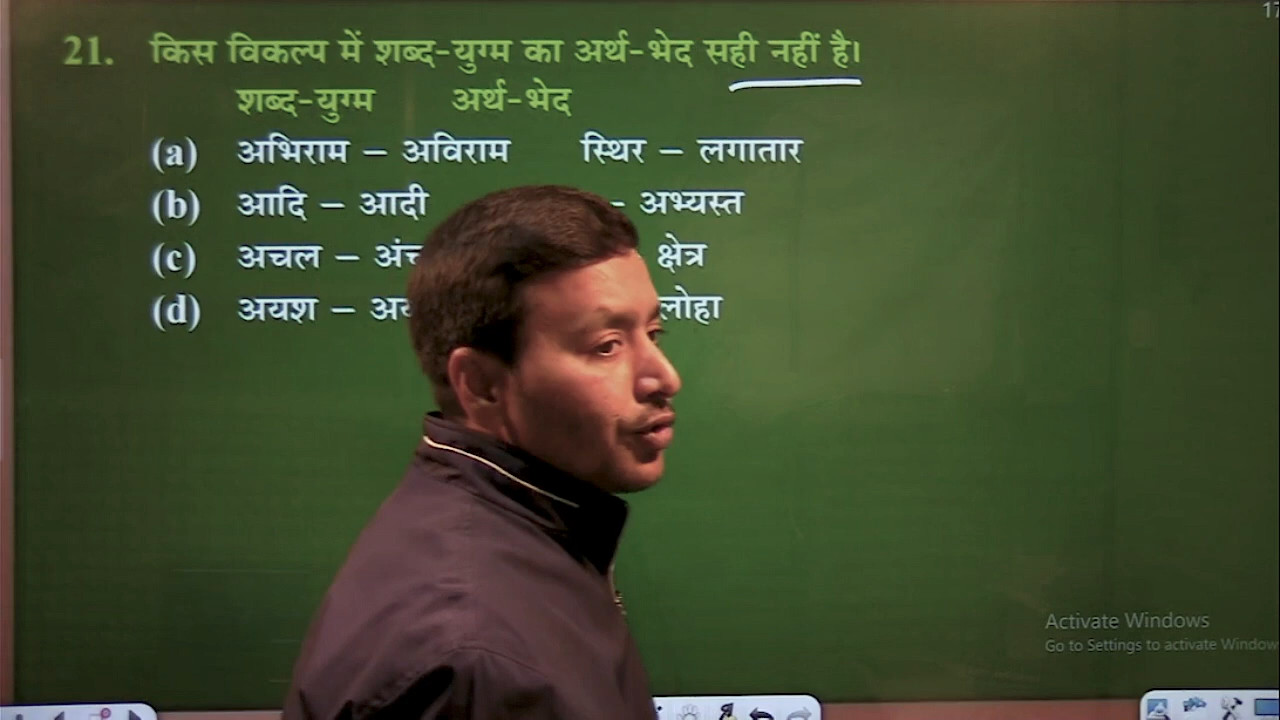 17
21. किस विकल्प में शब्द-युग्म का अर्थ-भेद सही नहीं है।
शब्द-युग्म अर्थ-भेद
(a) अभिराम – अविराम स्थिर – लगातार
(b) आदि – आदी – अभ्यस्त
(c) अचल – क्षेत्र
(d) अयश – लोहा
Activate Windows
Go to Settings to activate Window